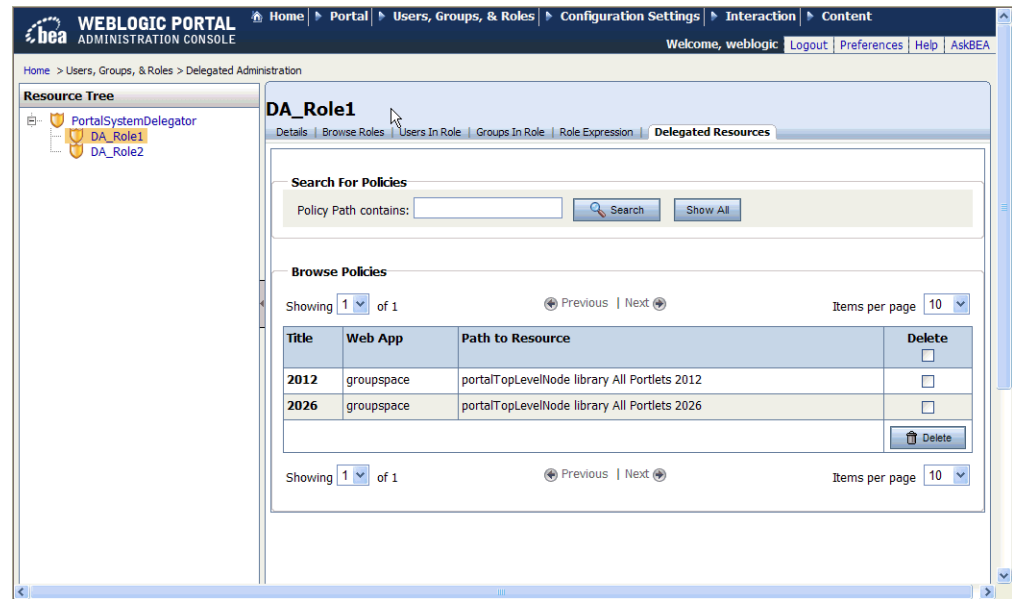 bea WEBLOGIC PORTAL ADMINISTRATION CONSOLE
Home | Portal | Users, Groups, & Roles | Configuration Settings | Interaction | Content
Welcome, weblogic Logout Preferences Help AskBEA
Home > Users, Groups, & Roles > Delegated Administration
Resource Tree
PortalSystemDelegator
DA_Role1
DA_Role2
DA_Role1
Details | Browse Roles | Users In Role | Groups In Role | Role Expression | Delegated Resources
Search For Policies
Policy Path contains: Search Show All
Browse Policies
Showing 1 of 1 Previous | Next Items per page 10
Title Web App Path to Resource Delete
2012 groupspace portalTopLevelNode library All Portlets 2012
2026 groupspace portalTopLevelNode library All Portlets 2026
Delete
Showing 1 of 1 Previous | Next Items per page 10